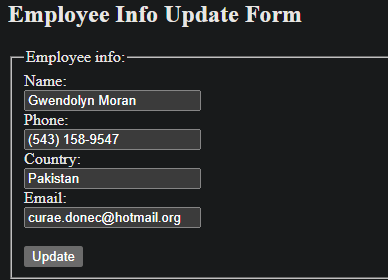 Employee Info Update Form
Employee info:
Name:
Gwendolyn Moran
Phone:
(543) 158-9547
Country:
Pakistan
Email:
curae.donec@hotmail.org
Update